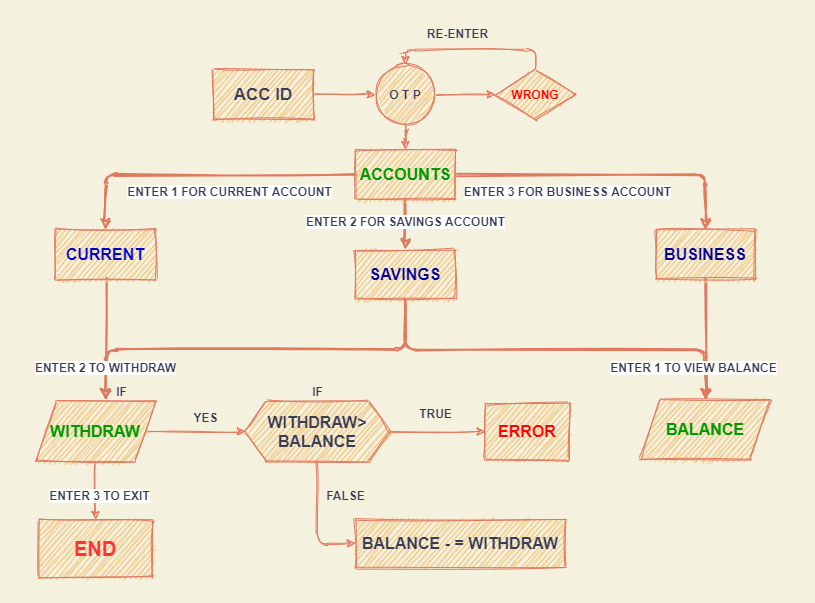 RE-ENTER
ACC ID
O T P
WRONG
ACCOUNTS
ENTER 1 FOR CURRENT ACCOUNT
ENTER 3 FOR BUSINESS ACCOUNT
ENTER 2 FOR SAVINGS ACCOUNT
CURRENT
SAVINGS
BUSINESS
ENTER 2 TO WITHDRAW
ENTER 1 TO VIEW BALANCE
IF
IF
WITHDRAW
YES
WITHDRAW>
BALANCE
TRUE
ERROR
BALANCE
ENTER 3 TO EXIT
FALSE
END
BALANCE - = WITHDRAW